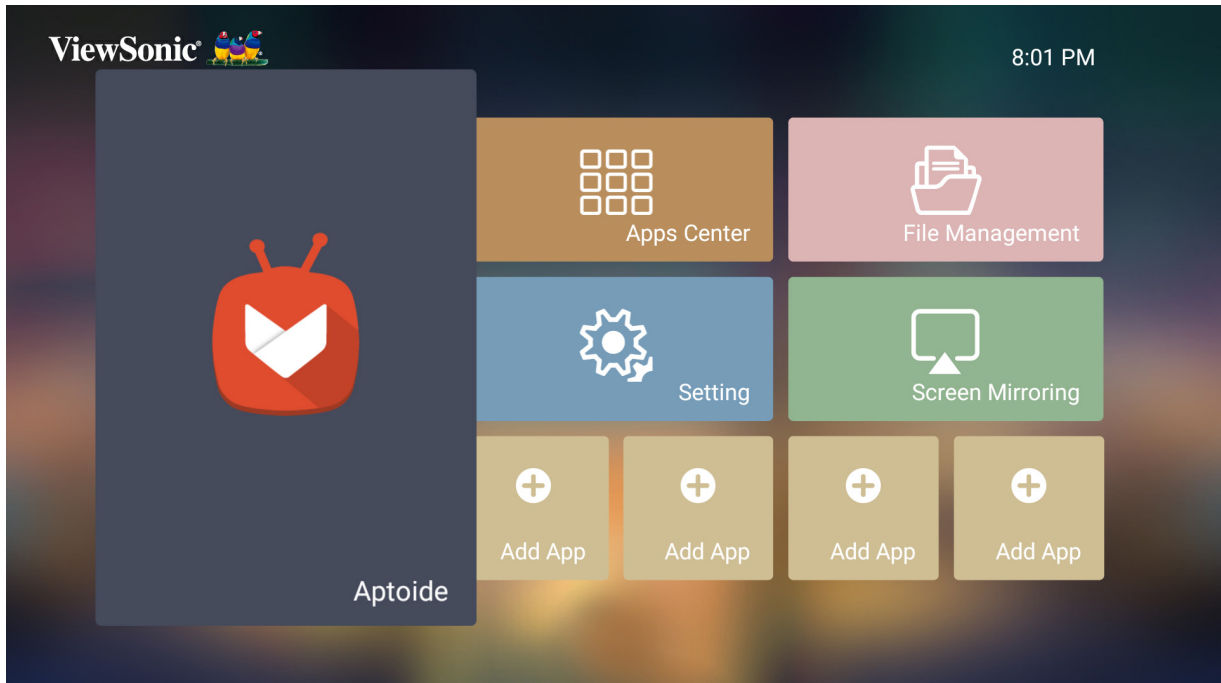 ViewSonic®
8:01 PM
Apps Center
File Management
Setting
Screen Mirroring
Add App
Add App
Add App
Add App
Aptoide